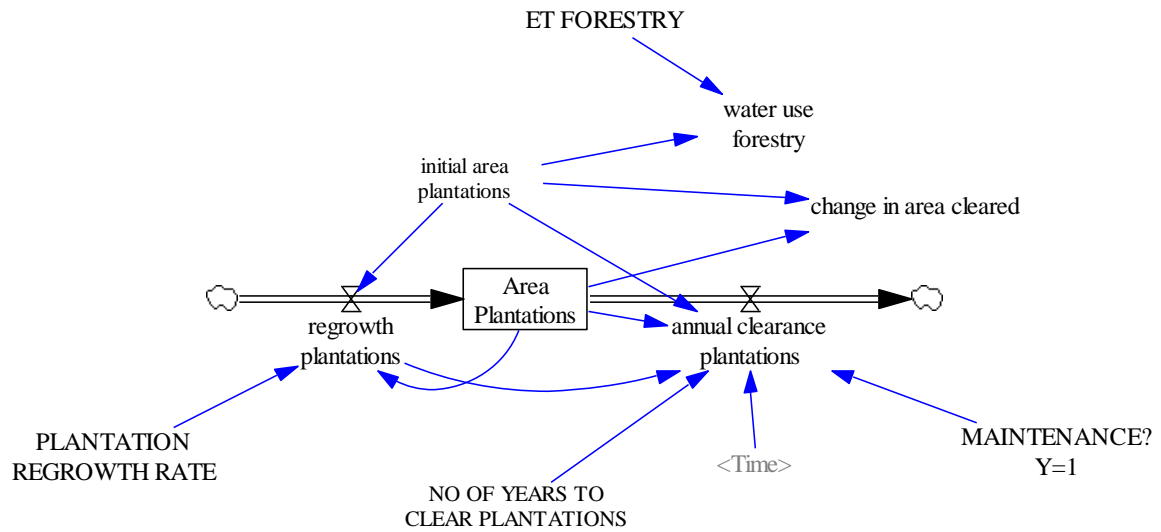 ET FORESTRY
water use
forestry
initial area
plantations
change in area cleared
Area
Plantations
regrowth
plantations
annual clearance
plantations
PLANTATION
REGROWTH RATE
MAINTENANCE?
Y=1
<Time>
NO OF YEARS TO
CLEAR PLANTATIONS